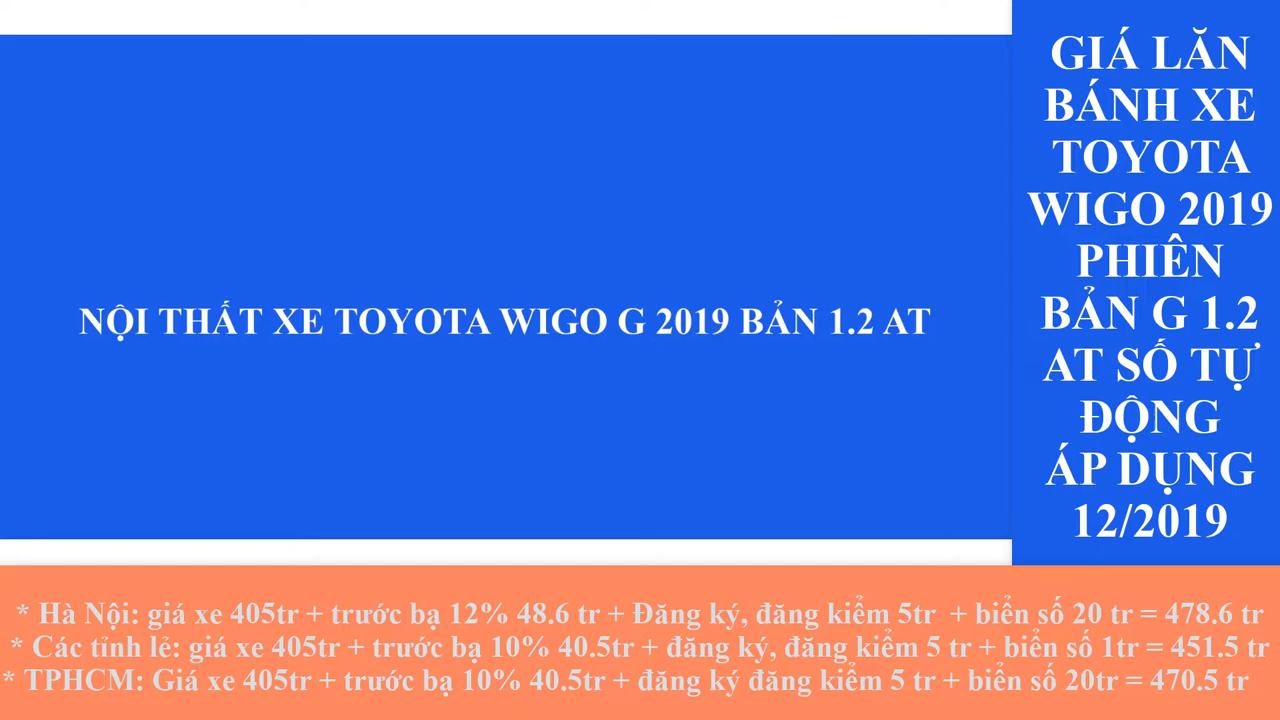 NỘI THẤT XE TOYOTA WIGO G 2019 BẢN 1.2 AT
GIÁ LĂN
BÁNH XE
TOYOTA
WIGO 2019
PHIÊN
BẢN G 1.2
AT SỐ TỰ
ĐỘNG
ÁP DỤNG
12/2019
* Hà Nội: giá xe 405tr + trước bạ 12% 48.6 tr + Đăng ký, đăng kiểm 5tr + biển số 20 tr = 478.6 tr
* Các tỉnh lẻ: giá xe 405tr + trước bạ 10% 40.5tr + đăng ký, đăng kiểm 5 tr + biển số 1tr = 451.5 tr
* TPHCM: Giá xe 405tr + trước bạ 10% 40.5tr + đăng ký đăng kiểm 5 tr + biển số 20tr = 470.5 tr